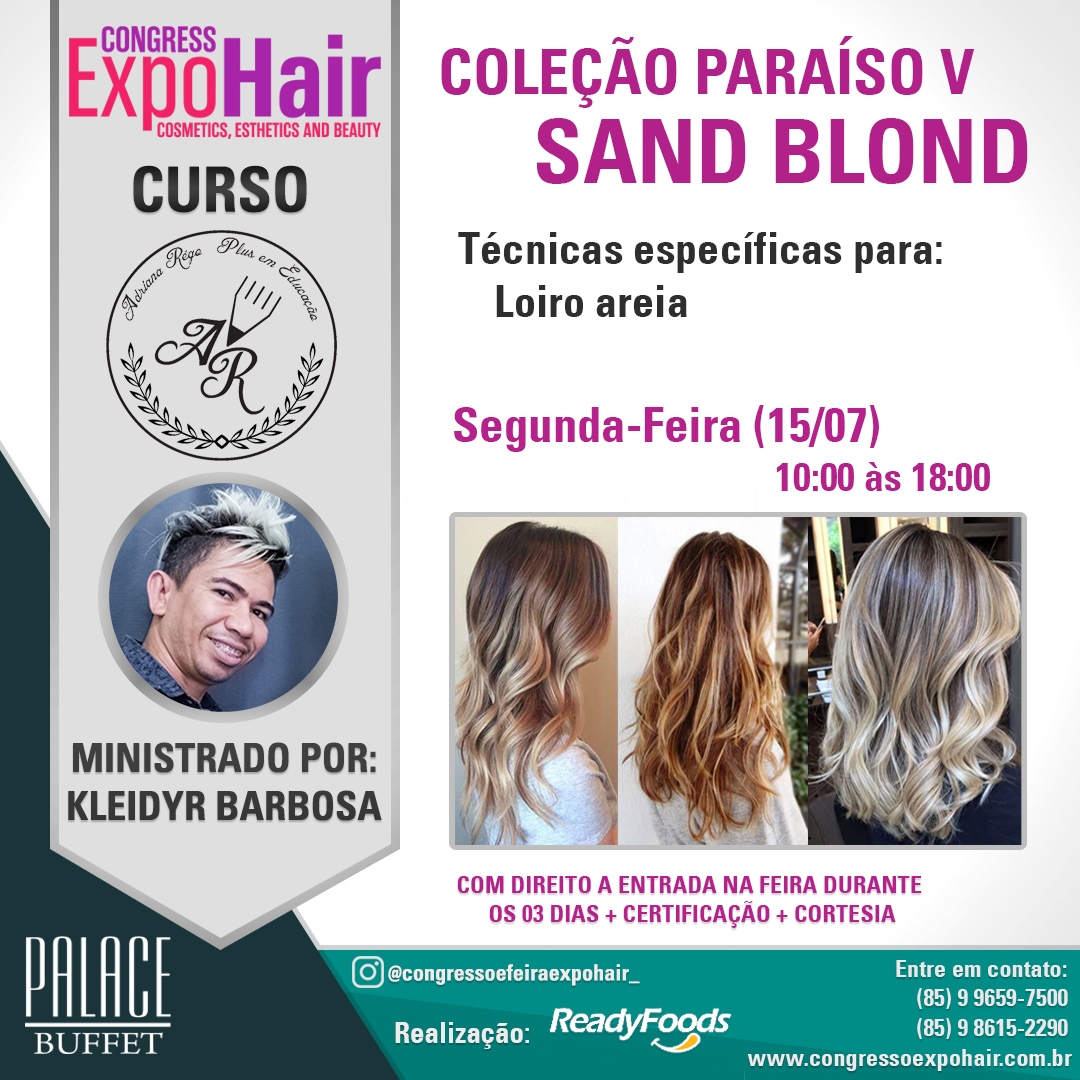 CONGRESS
ExpoHair
COSMETICS, ESTHETICS AND BEAUTY
CURSO
Adriana Rêgo Plus em Educação
AR
MINISTRADO POR:
KLEIDYR BARBOSA
COLEÇÃO PARAÍSO V
SAND BLOND
Técnicas específicas para:
Loiro areia
Segunda-Feira (15/07)
10:00 às 18:00
COM DIREITO A ENTRADA NA FEIRA DURANTE
OS 03 DIAS + CERTIFICAÇÃO + CORTESIA
PALACE
BUFFET
@congressoefeiraexpohair_
Realização: ReadyFoods
Entre em contato:
(85) 9 9659-7500
(85) 9 8615-2290
www.congressoexpohair.com.br